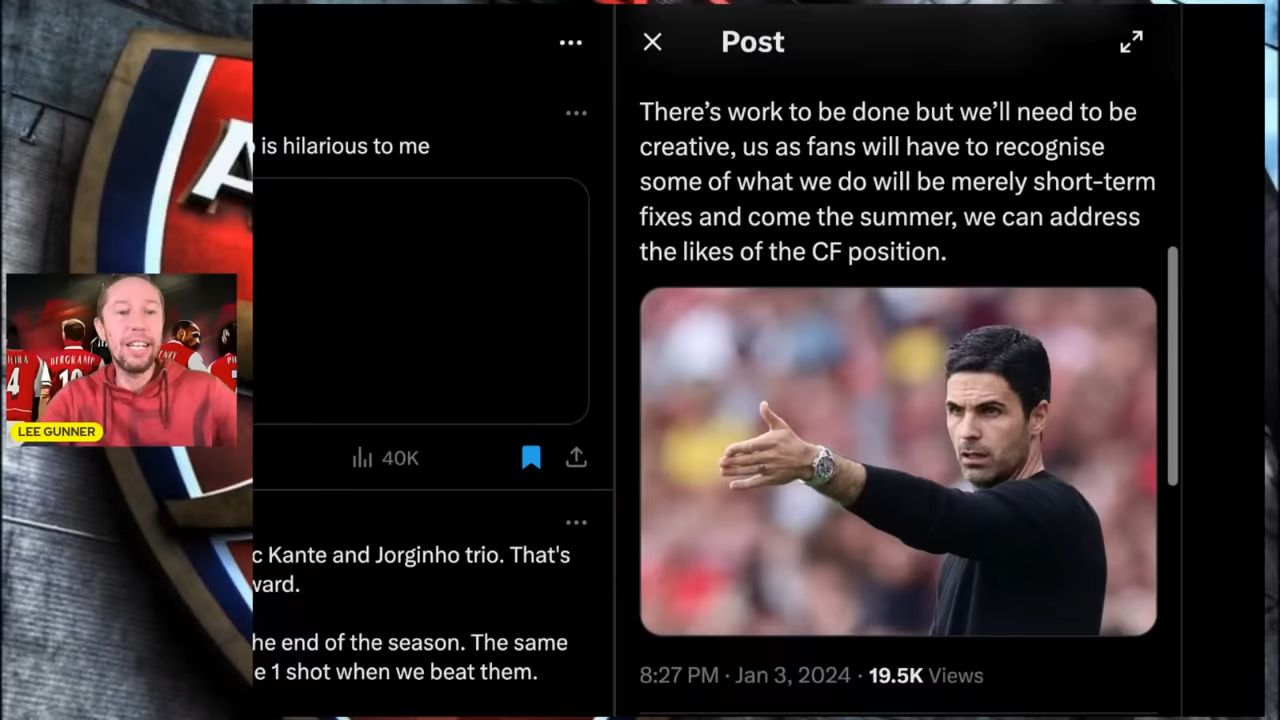 Post
There’s work to be done but we’ll need to be
creative, us as fans will have to recognise
some of what we do will be merely short-term
fixes and come the summer, we can address
the likes of the CF position.
8:27 PM · Jan 3, 2024 · 19.5K Views
is hilarious to me
40K
c Kante and Jorginho trio. That's
ward.
he end of the season. The same
e 1 shot when we beat them.
A
4
BERGKAMP
10
LEE GUNNER